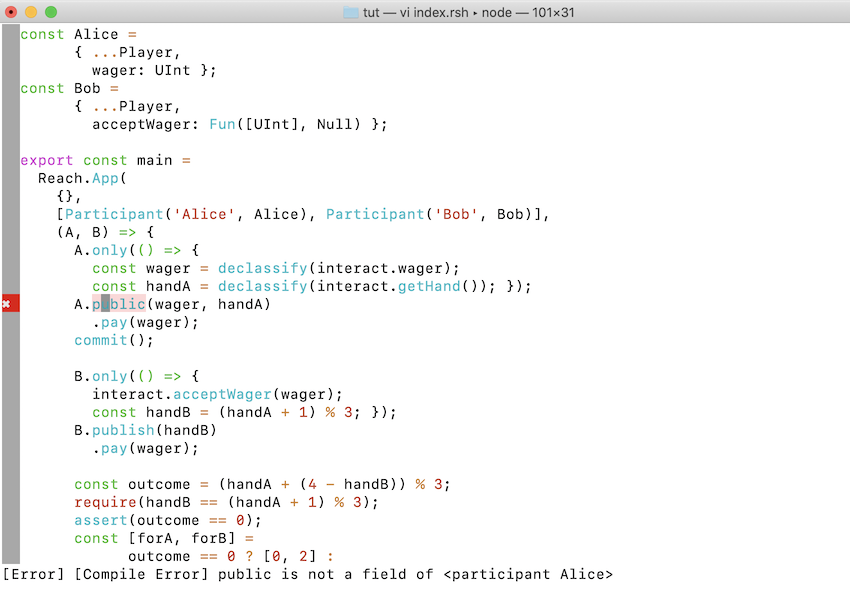 tut — vi index.rsh ▸ node — 101×31
const Alice =
      { ...Player,
        wager: UInt };
const Bob =
      { ...Player,
        acceptWager: Fun([UInt], Null) };

export const main =
  Reach.App(
    {},
    [Participant('Alice', Alice), Participant('Bob', Bob)],
    (A, B) => {
      A.only(() => {
        const wager = declassify(interact.wager);
        const handA = declassify(interact.getHand()); });
      A.public(wager, handA)
        .pay(wager);
      commit();

      B.only(() => {
        interact.acceptWager(wager);
        const handB = (handA + 1) % 3; });
      B.publish(handB)
        .pay(wager);

      const outcome = (handA + (4 - handB)) % 3;
      require(handB == (handA + 1) % 3);
      assert(outcome == 0);
      const [forA, forB] =
            outcome == 0 ? [0, 2] :
[Error] [Compile Error] public is not a field of <participant Alice>